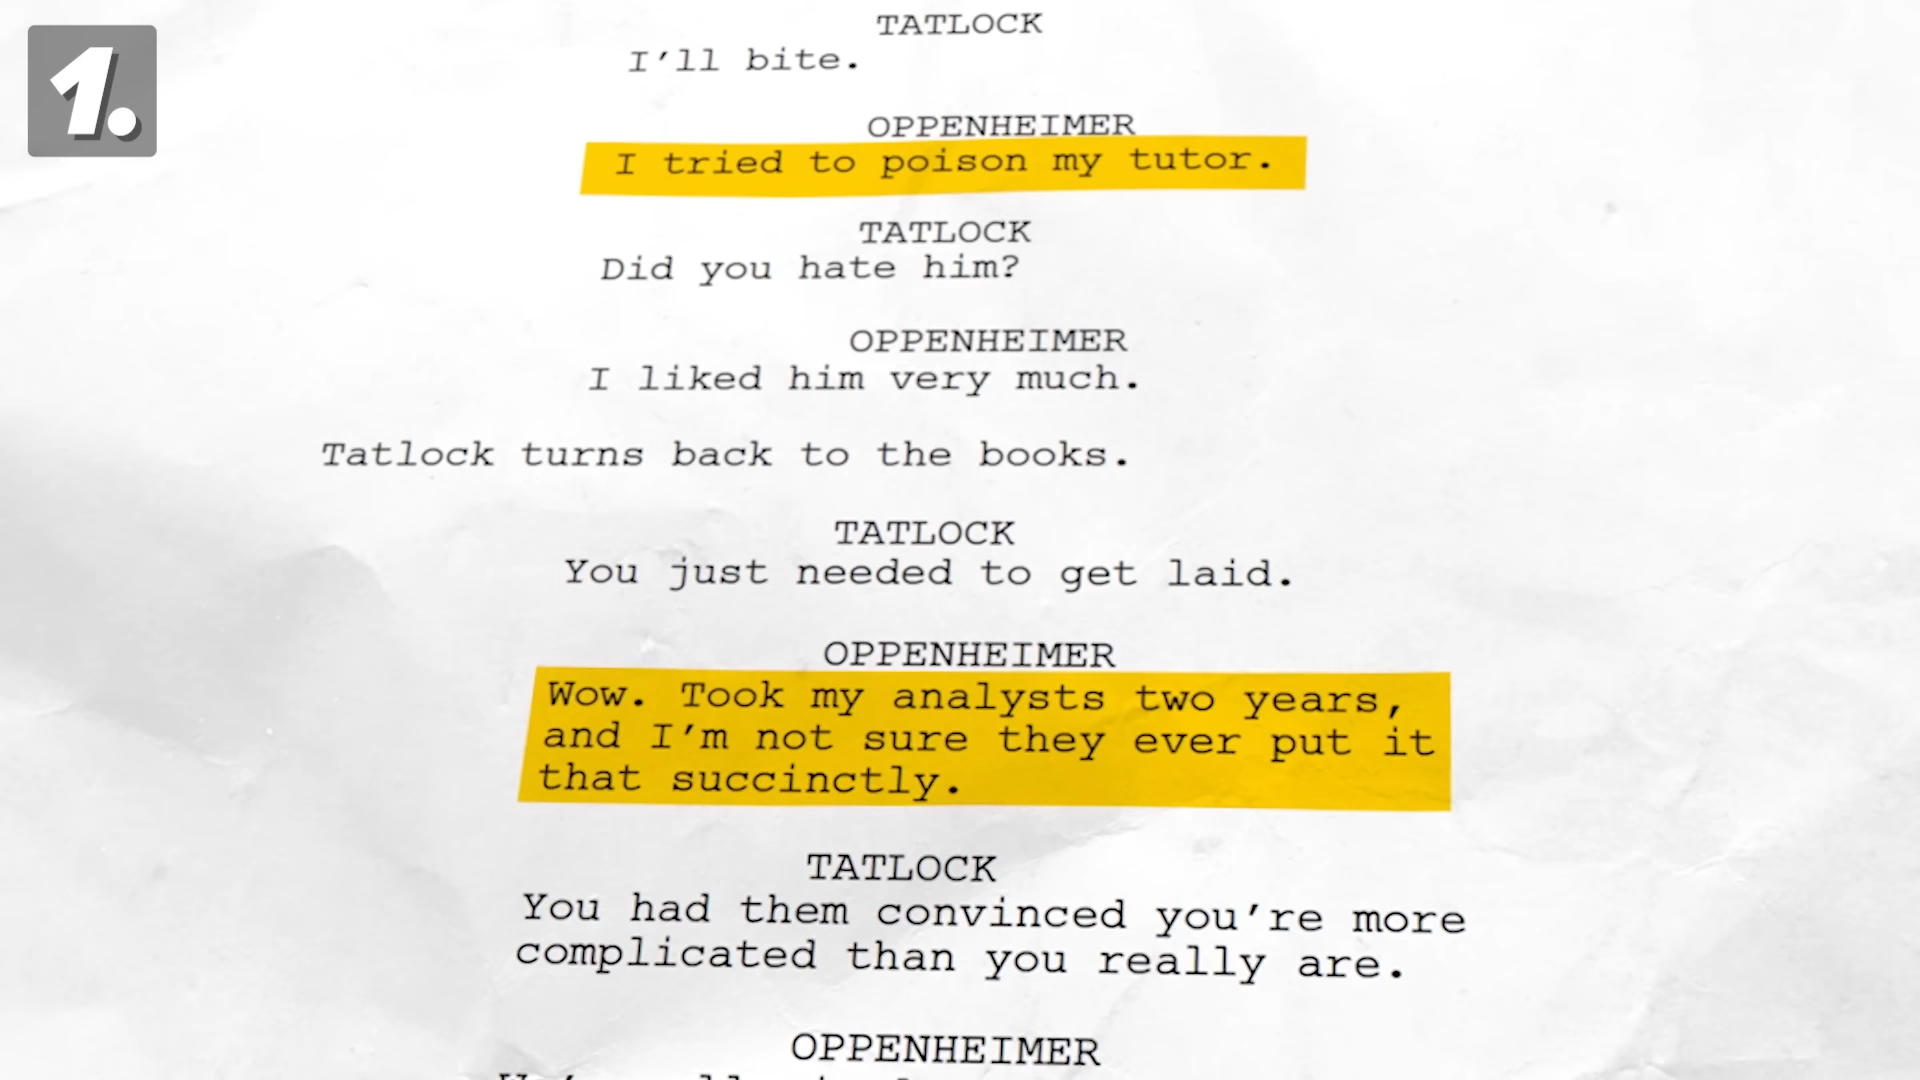 1.
TATLOCK
I'll bite.
OPPENHEIMER
I tried to poison my tutor.
TATLOCK
Did you hate him?
OPPENHEIMER
I liked him very much.
Tatlock turns back to the books.
TATLOCK
You just needed to get laid.
OPPENHEIMER
Wow. Took my analysts two years,
and I'm not sure they ever put it
that succinctly.
TATLOCK
You had them convinced you're more
complicated than you really are.
OPPENHEIMER